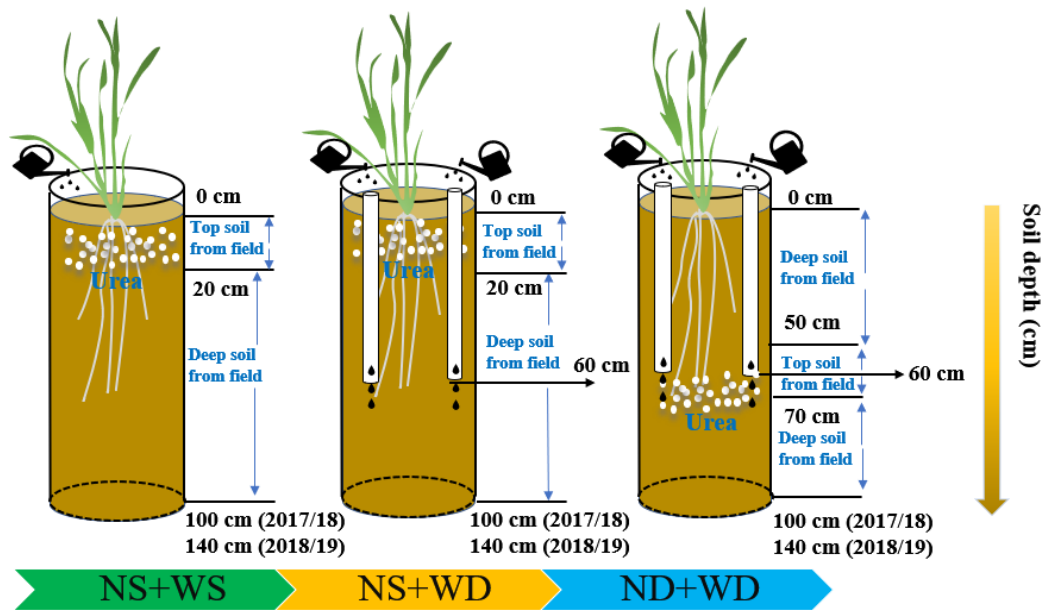 0 cm
Top soil
from field
Urea
20 cm
Deep soil
from field
100 cm (2017/18)
140 cm (2018/19)
NS+WS
0 cm
Top soil
from field
Urea
20 cm
Deep soil
from field
60 cm
100 cm (2017/18)
140 cm (2018/19)
NS+WD
0 cm
Deep soil
from field
50 cm
Top soil
from field
60 cm
70 cm
Urea
Deep soil
from field
100 cm (2017/18)
140 cm (2018/19)
ND+WD
Soil depth (cm)